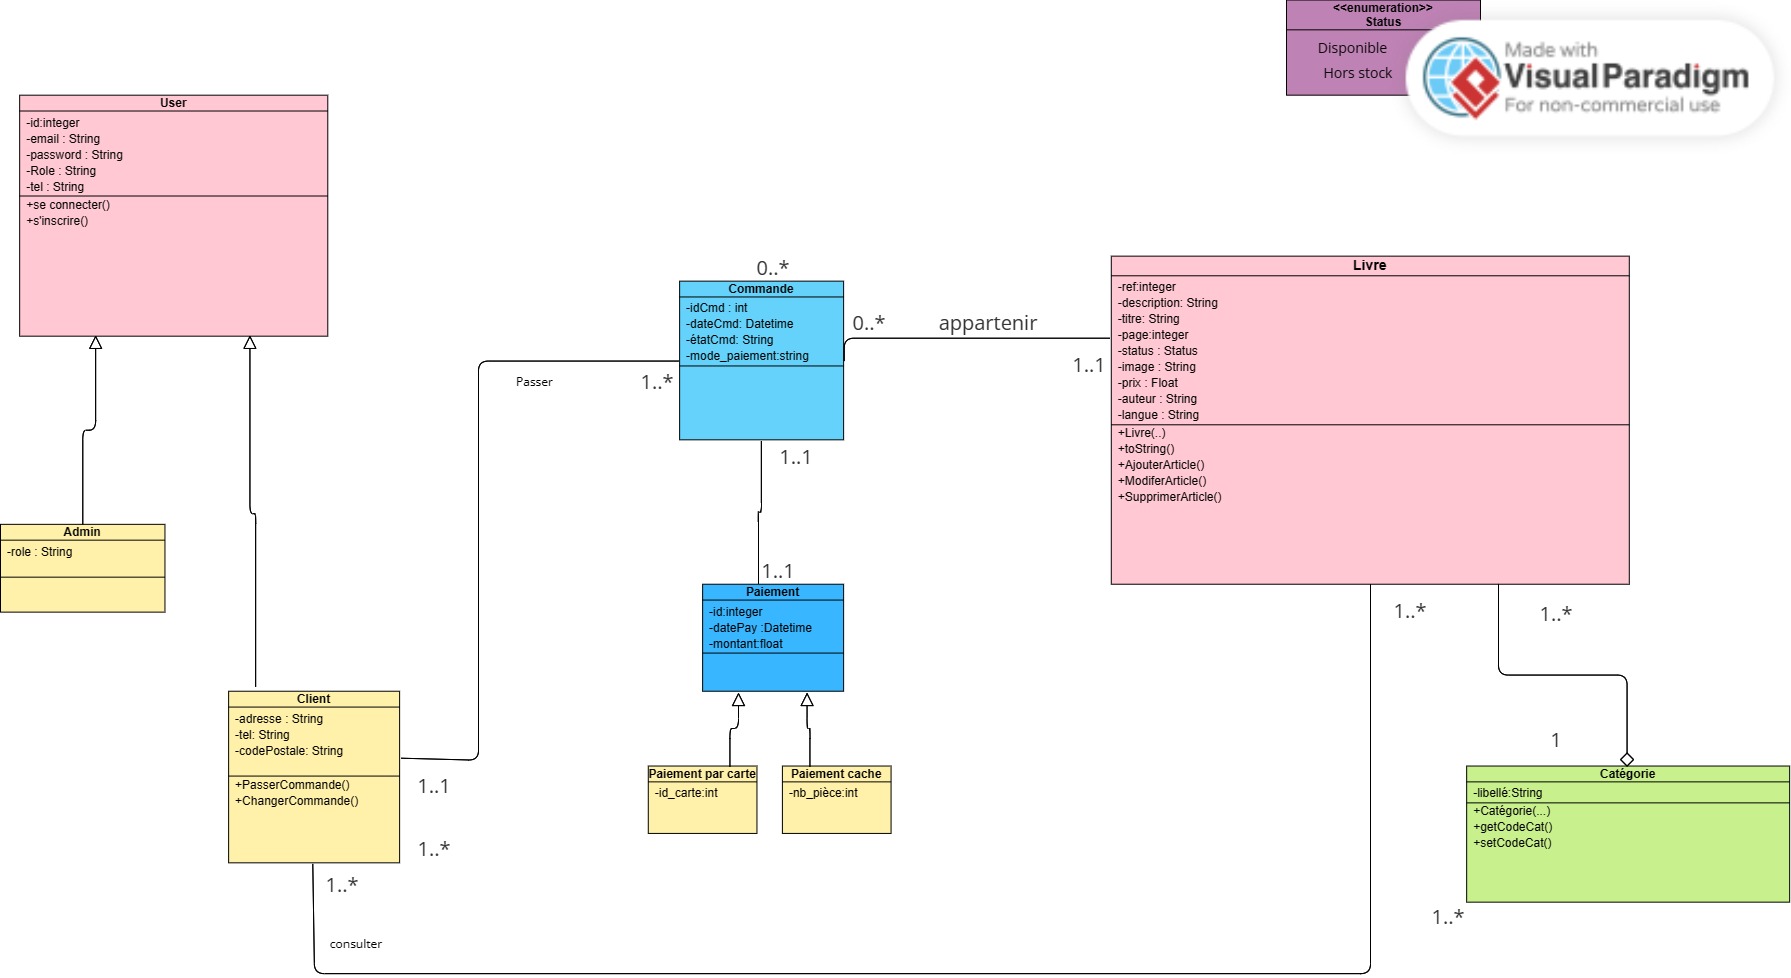 <<enumeration>>
Status
Disponible
Hors stock
Made with
Visual Paradigm
For non-commercial use
User
-id:integer
-email : String
-password : String
-Role : String
-tel : String
+se connecter()
+s'inscrire()
0..*
Commande
-idCmd : int
-dateCmd: Datetime
-étatCmd: String
-mode_paiement:string
0..*
appartenir
1..1
Passer
1..*
1..1
Livre
-ref:integer
-description: String
-titre: String
-page:integer
-status : Status
-image : String
-prix : Float
-auteur : String
-langue : String
+Livre(..)
+toString()
+AjouterArticle()
+ModiferArticle()
+SupprimerArticle()
Admin
-role : String
1..1
Paiement
-id:integer
-datePay :Datetime
-montant:float
1..*
1..*
Client
-adresse : String
-tel: String
-codePostale: String
+PasserCommande()
+ChangerCommande()
1..1
1..*
1..*
consulter
Paiement par carte
-id_carte:int
Paiement cache
-nb_pièce:int
1
Catégorie
-libellé:String
+Catégorie(...)
+getCodeCat()
+setCodeCat()
1..*